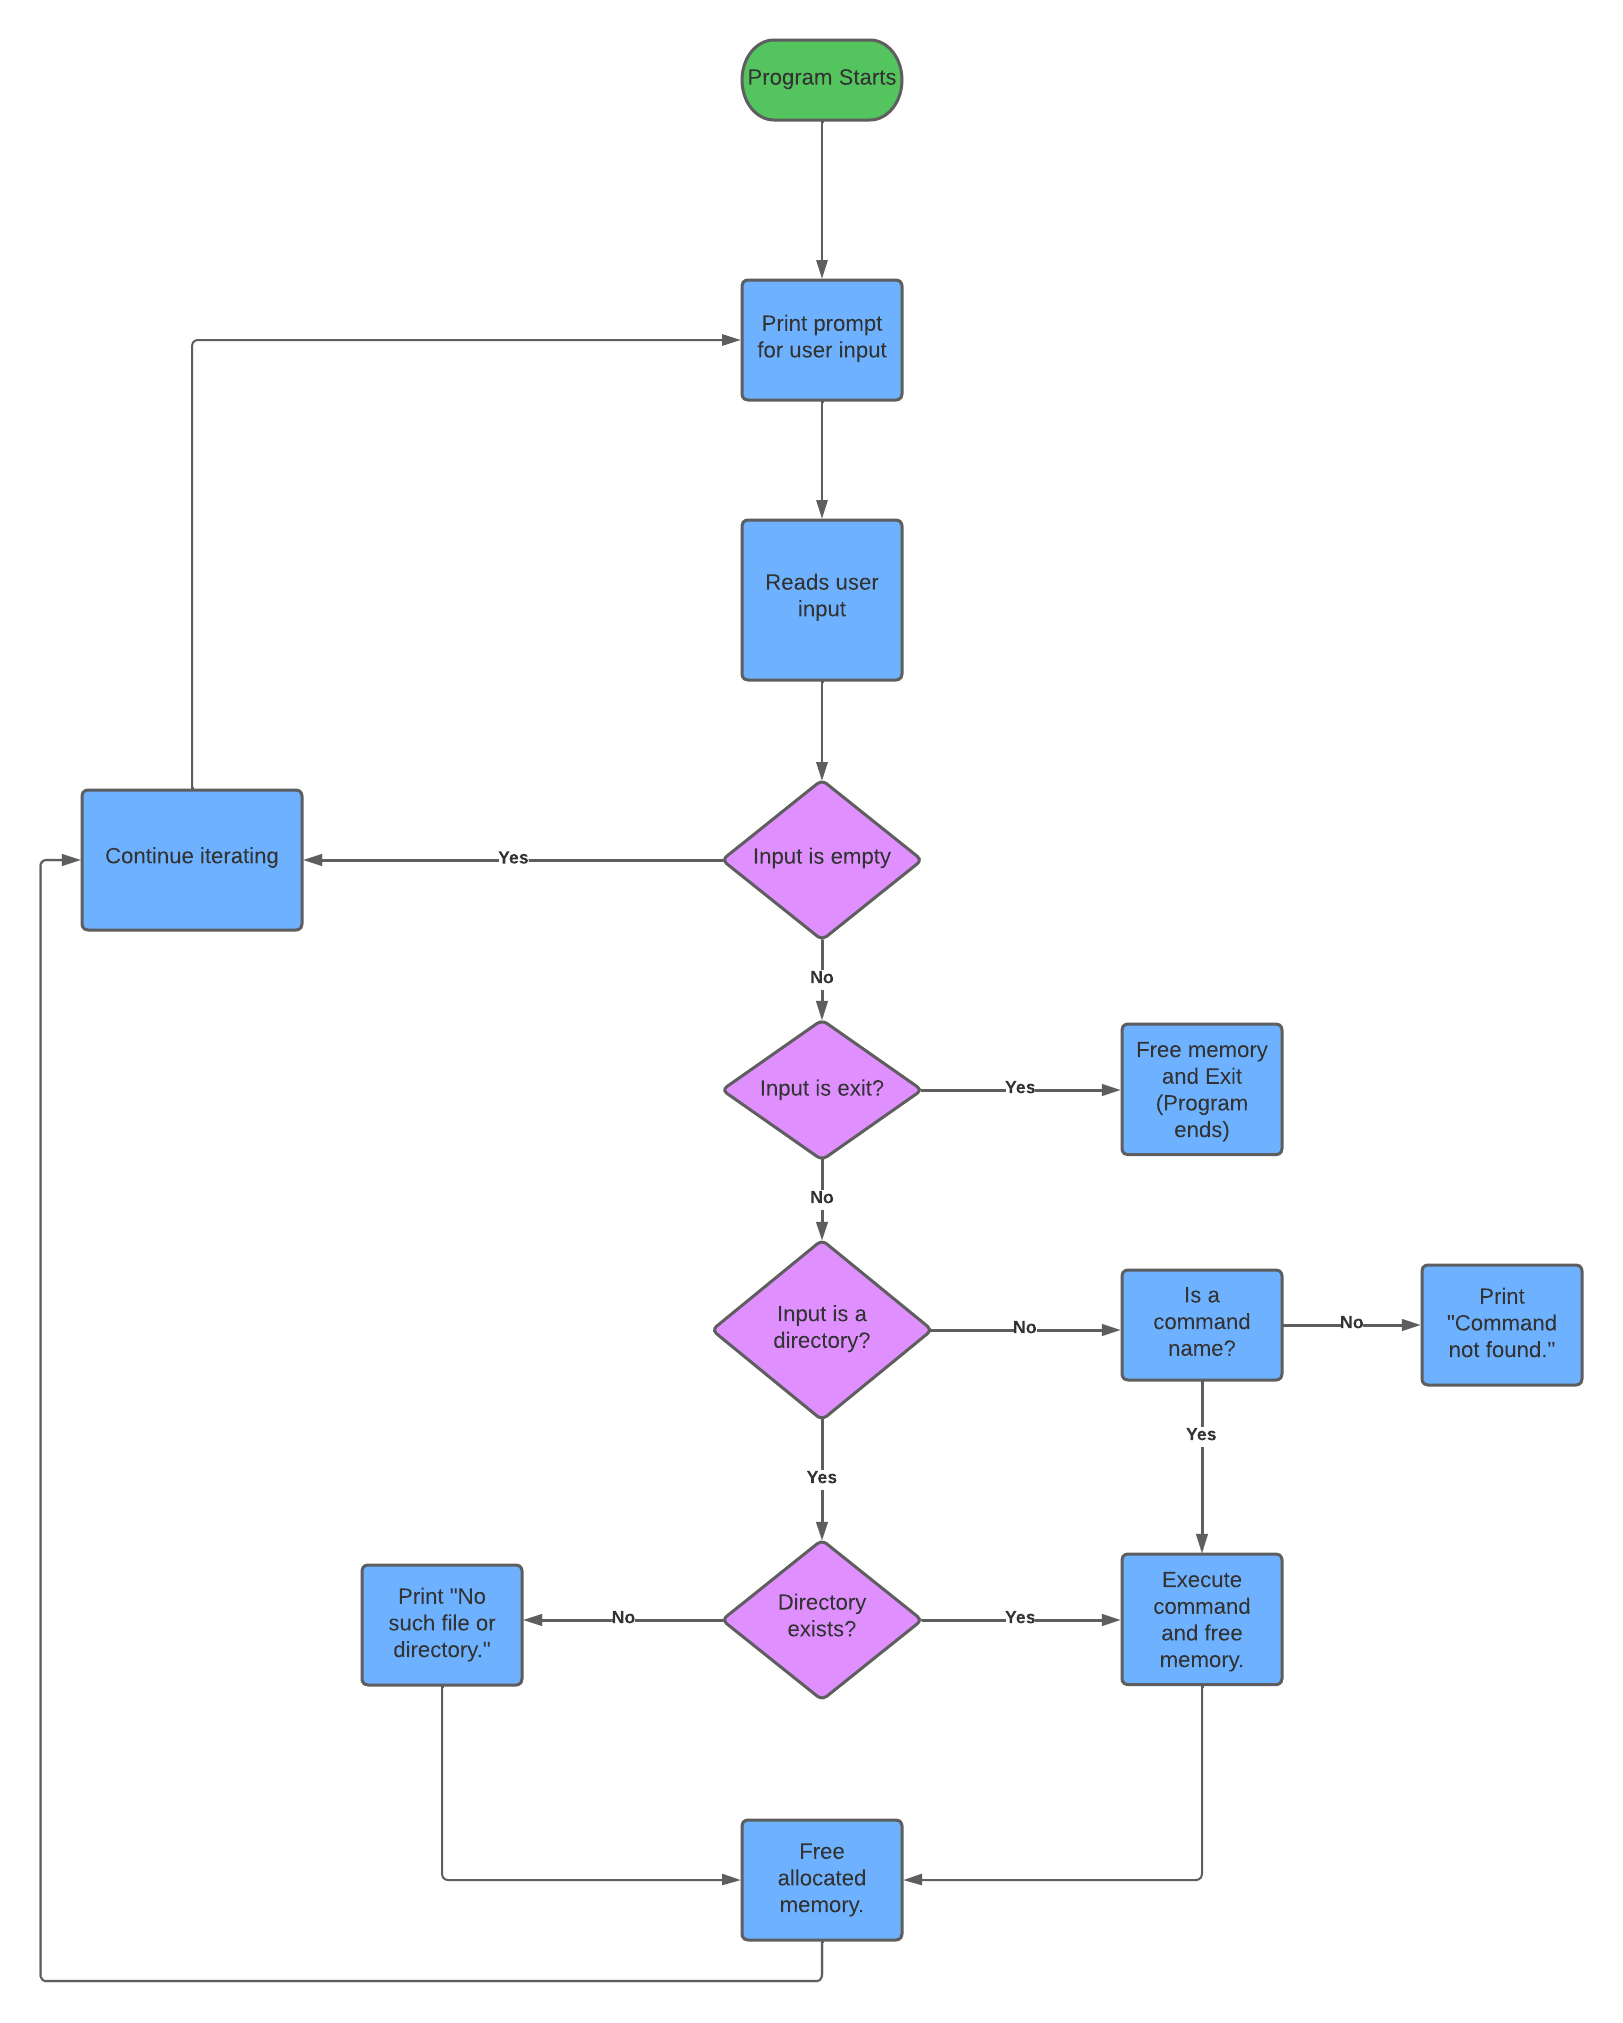 Program Starts
Print prompt
for user input
Reads user
input
Continue iterating
Yes
Input is empty
No
Input is exit?
Yes
Free memory
and Exit
(Program
ends)
No
Input is a
directory?
No
Is a
command
name?
No
Print
"Command
not found."
Yes
Yes
Print "No
such file or
directory."
No
Directory
exists?
Yes
Execute
command
and free
memory.
Free
allocated
memory.